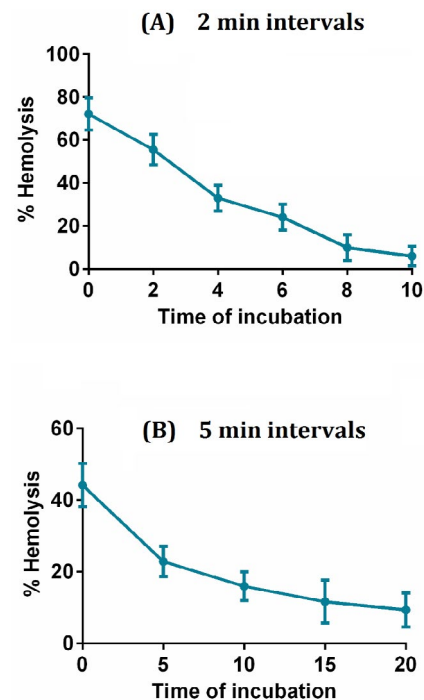 (A) 2 min intervals
100
80
60
40
20
0
% Hemolysis
0 2 4 6 8 10
Time of incubation
(B) 5 min intervals
60
40
20
0
% Hemolysis
0 5 10 15 20
Time of incubation